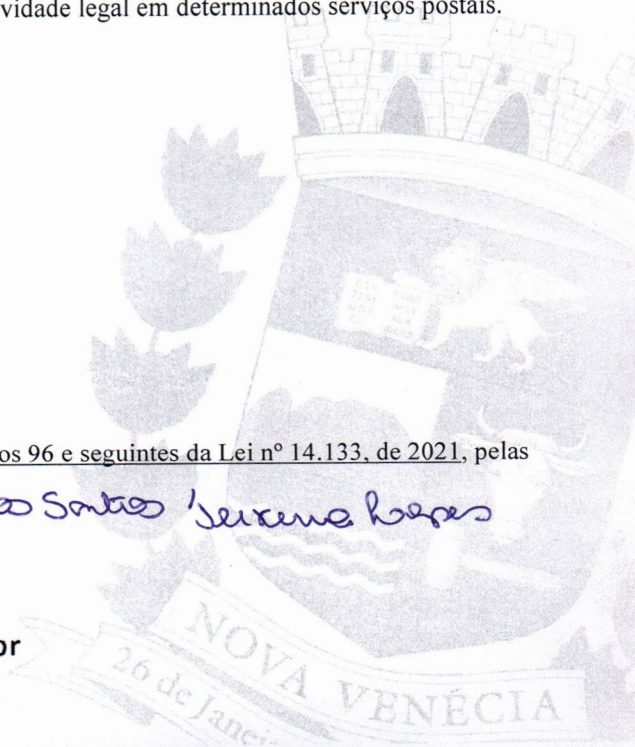 vidade legal em determinados serviços postais.
os 96 e seguintes da Lei nº 14.133, de 2021, pelas
os Santos Teixeira Lopes
or
NOVA VENÉCIA
26 de Janei